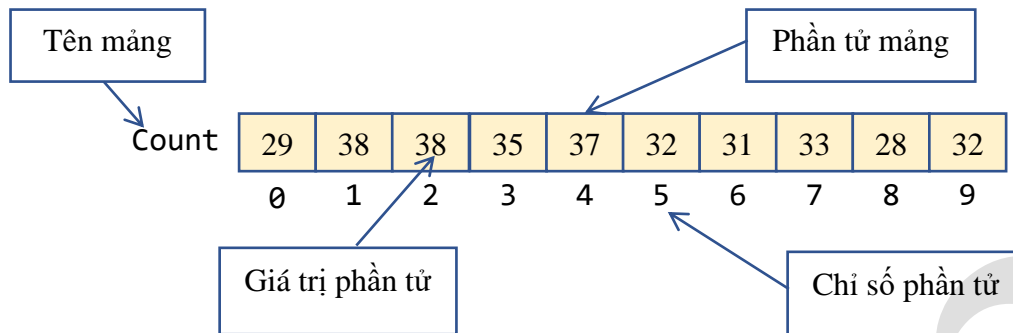 Tên mảng
Phần tử mảng
Count 29 38 38 35 37 32 31 33 28 32
0 1 2 3 4 5 6 7 8 9
Giá trị phần tử
Chỉ số phần tử